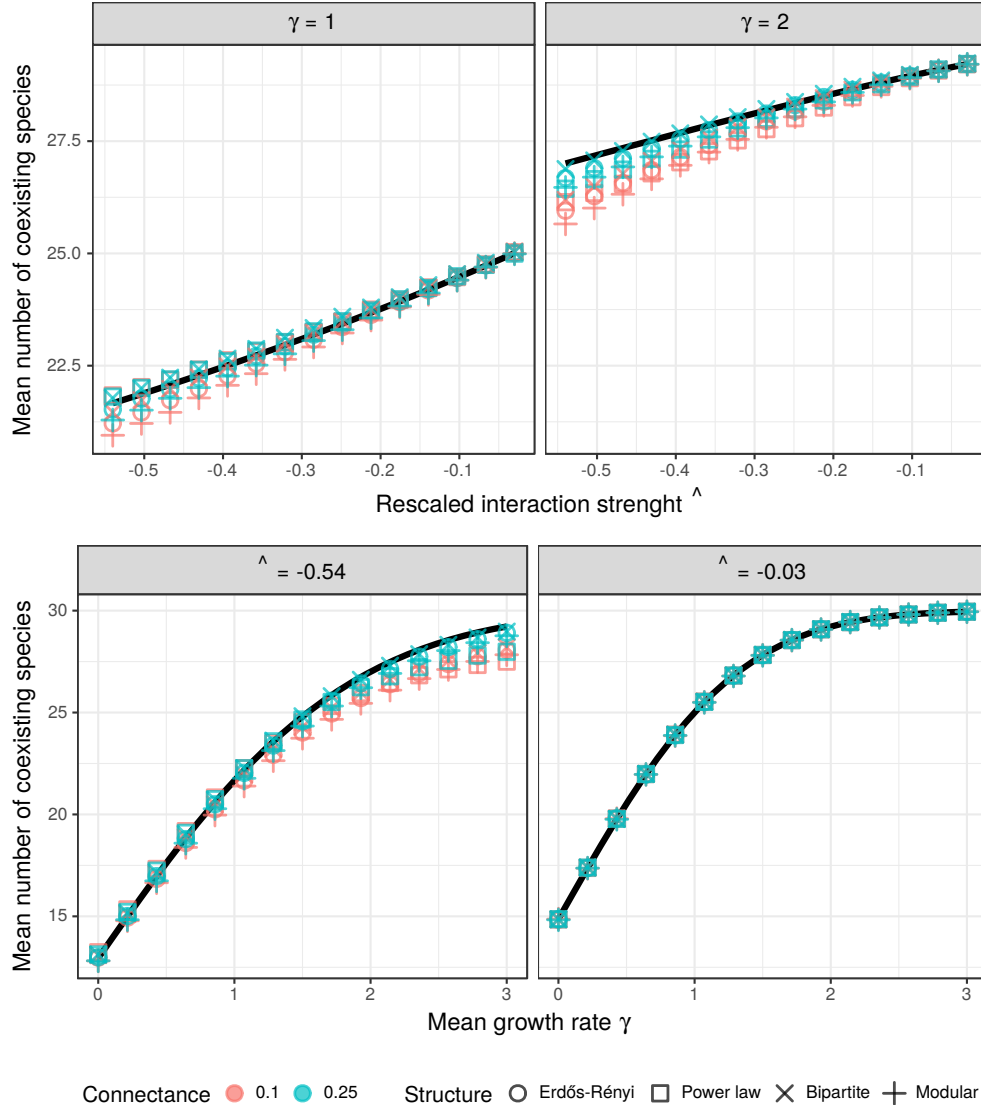 γ = 1
γ = 2
Mean number of coexisting species
27.5
25.0
22.5
-0.5 -0.4 -0.3 -0.2 -0.1
-0.5 -0.4 -0.3 -0.2 -0.1
Rescaled interaction strenght ^
^ = -0.54
^ = -0.03
Mean number of coexisting species
30
25
20
15
0 1 2 3
0 1 2 3
Mean growth rate γ
Connectance 0.1 0.25 Structure Erdős-Rényi Power law Bipartite Modular